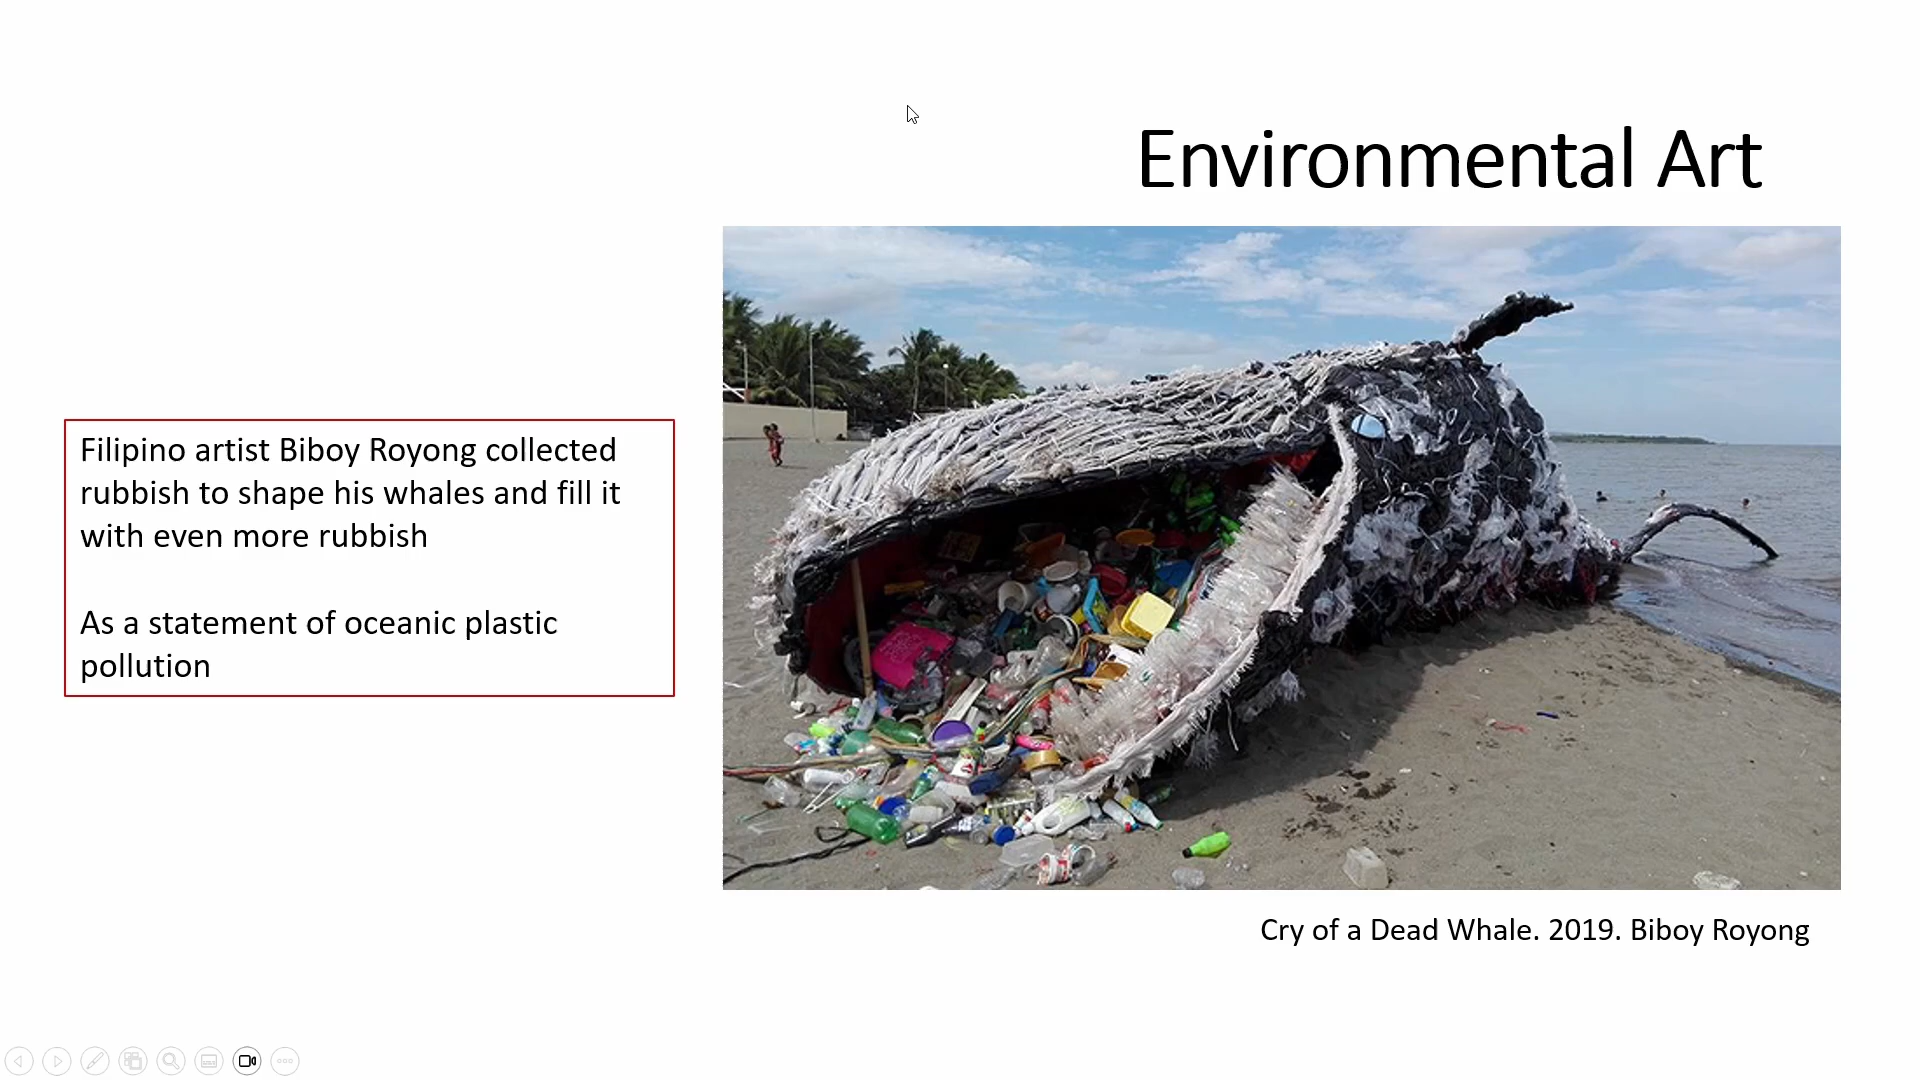 Environmental Art
Filipino artist Biboy Royong collected
rubbish to shape his whales and fill it
with even more rubbish
As a statement of oceanic plastic
pollution
Cry of a Dead Whale. 2019. Biboy Royong